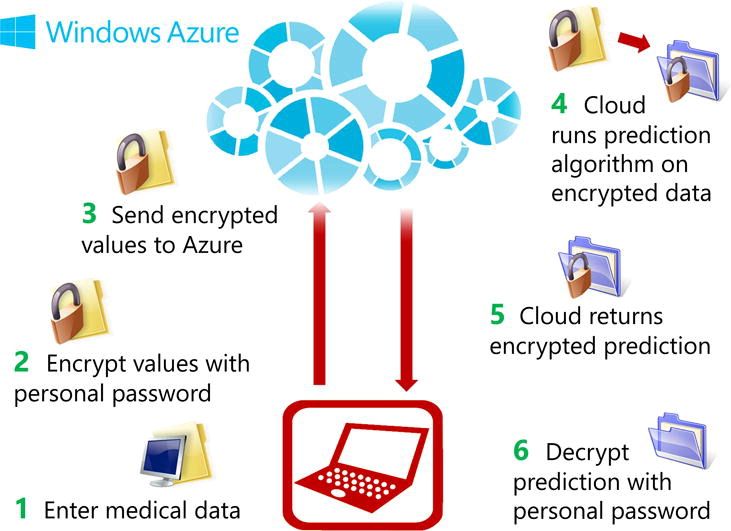 Windows Azure
1 Enter medical data
2 Encrypt values with
personal password
3 Send encrypted
values to Azure
4 Cloud
runs prediction
algorithm on
encrypted data
5 Cloud returns
encrypted prediction
6 Decrypt
prediction with
personal password